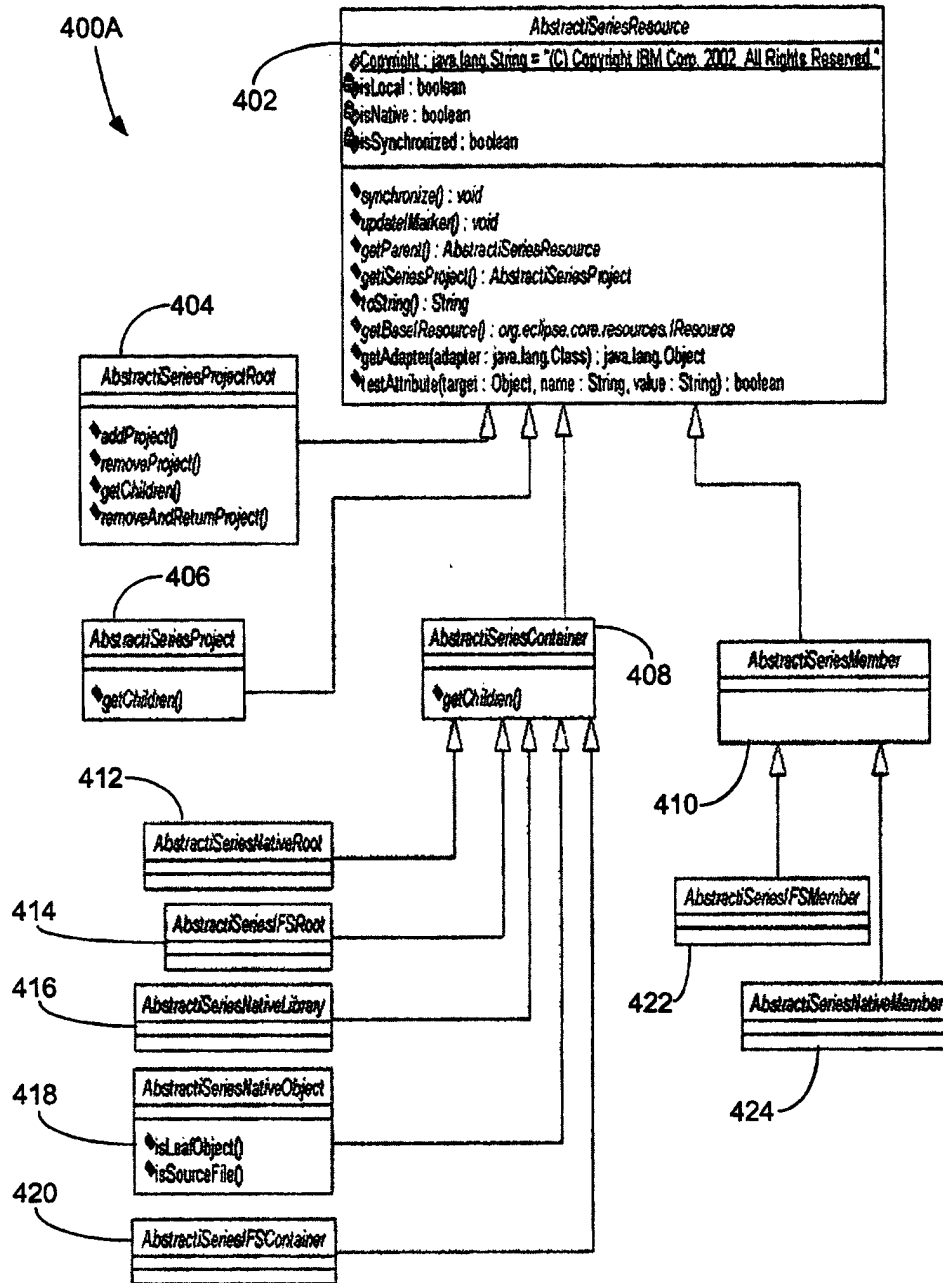 400A
AbstractiSeriesResource
Copyright : java.lang.String = "(C) Copyright IBM Corp. 2002 All Rights Reserved."
isLocal : boolean
isNative : boolean
isSynchronized : boolean
402
synchronize() : void
updateIMarker() : void
getParent() : AbstractiSeriesResource
getiSeriesProject() : AbstractiSeriesProject
toString() : String
getBaseIResource() : org.eclipse.core.resources.IResource
getAdapter(adapter : java.lang.Class) : java.lang.Object
testAttribute(target : Object, name : String, value : String) : boolean
404
AbstractiSeriesProjectRoot
addProject()
removeProject()
getChildren()
removeAndReturnProject()
406
AbstractiSeriesProject
getChildren()
AbstractiSeriesContainer
getChildren()
408
AbstractiSeriesMember
410
412
AbstractiSeriesNativeRoot
414
AbstractiSeriesIFSRoot
416
AbstractiSeriesNativeLibrary
418
AbstractiSeriesNativeObject
isLeafObject()
isSourceFile()
420
AbstractiSeriesIFSContainer
AbstractiSeriesIFSMember
422
AbstractiSeriesNativeMember
424